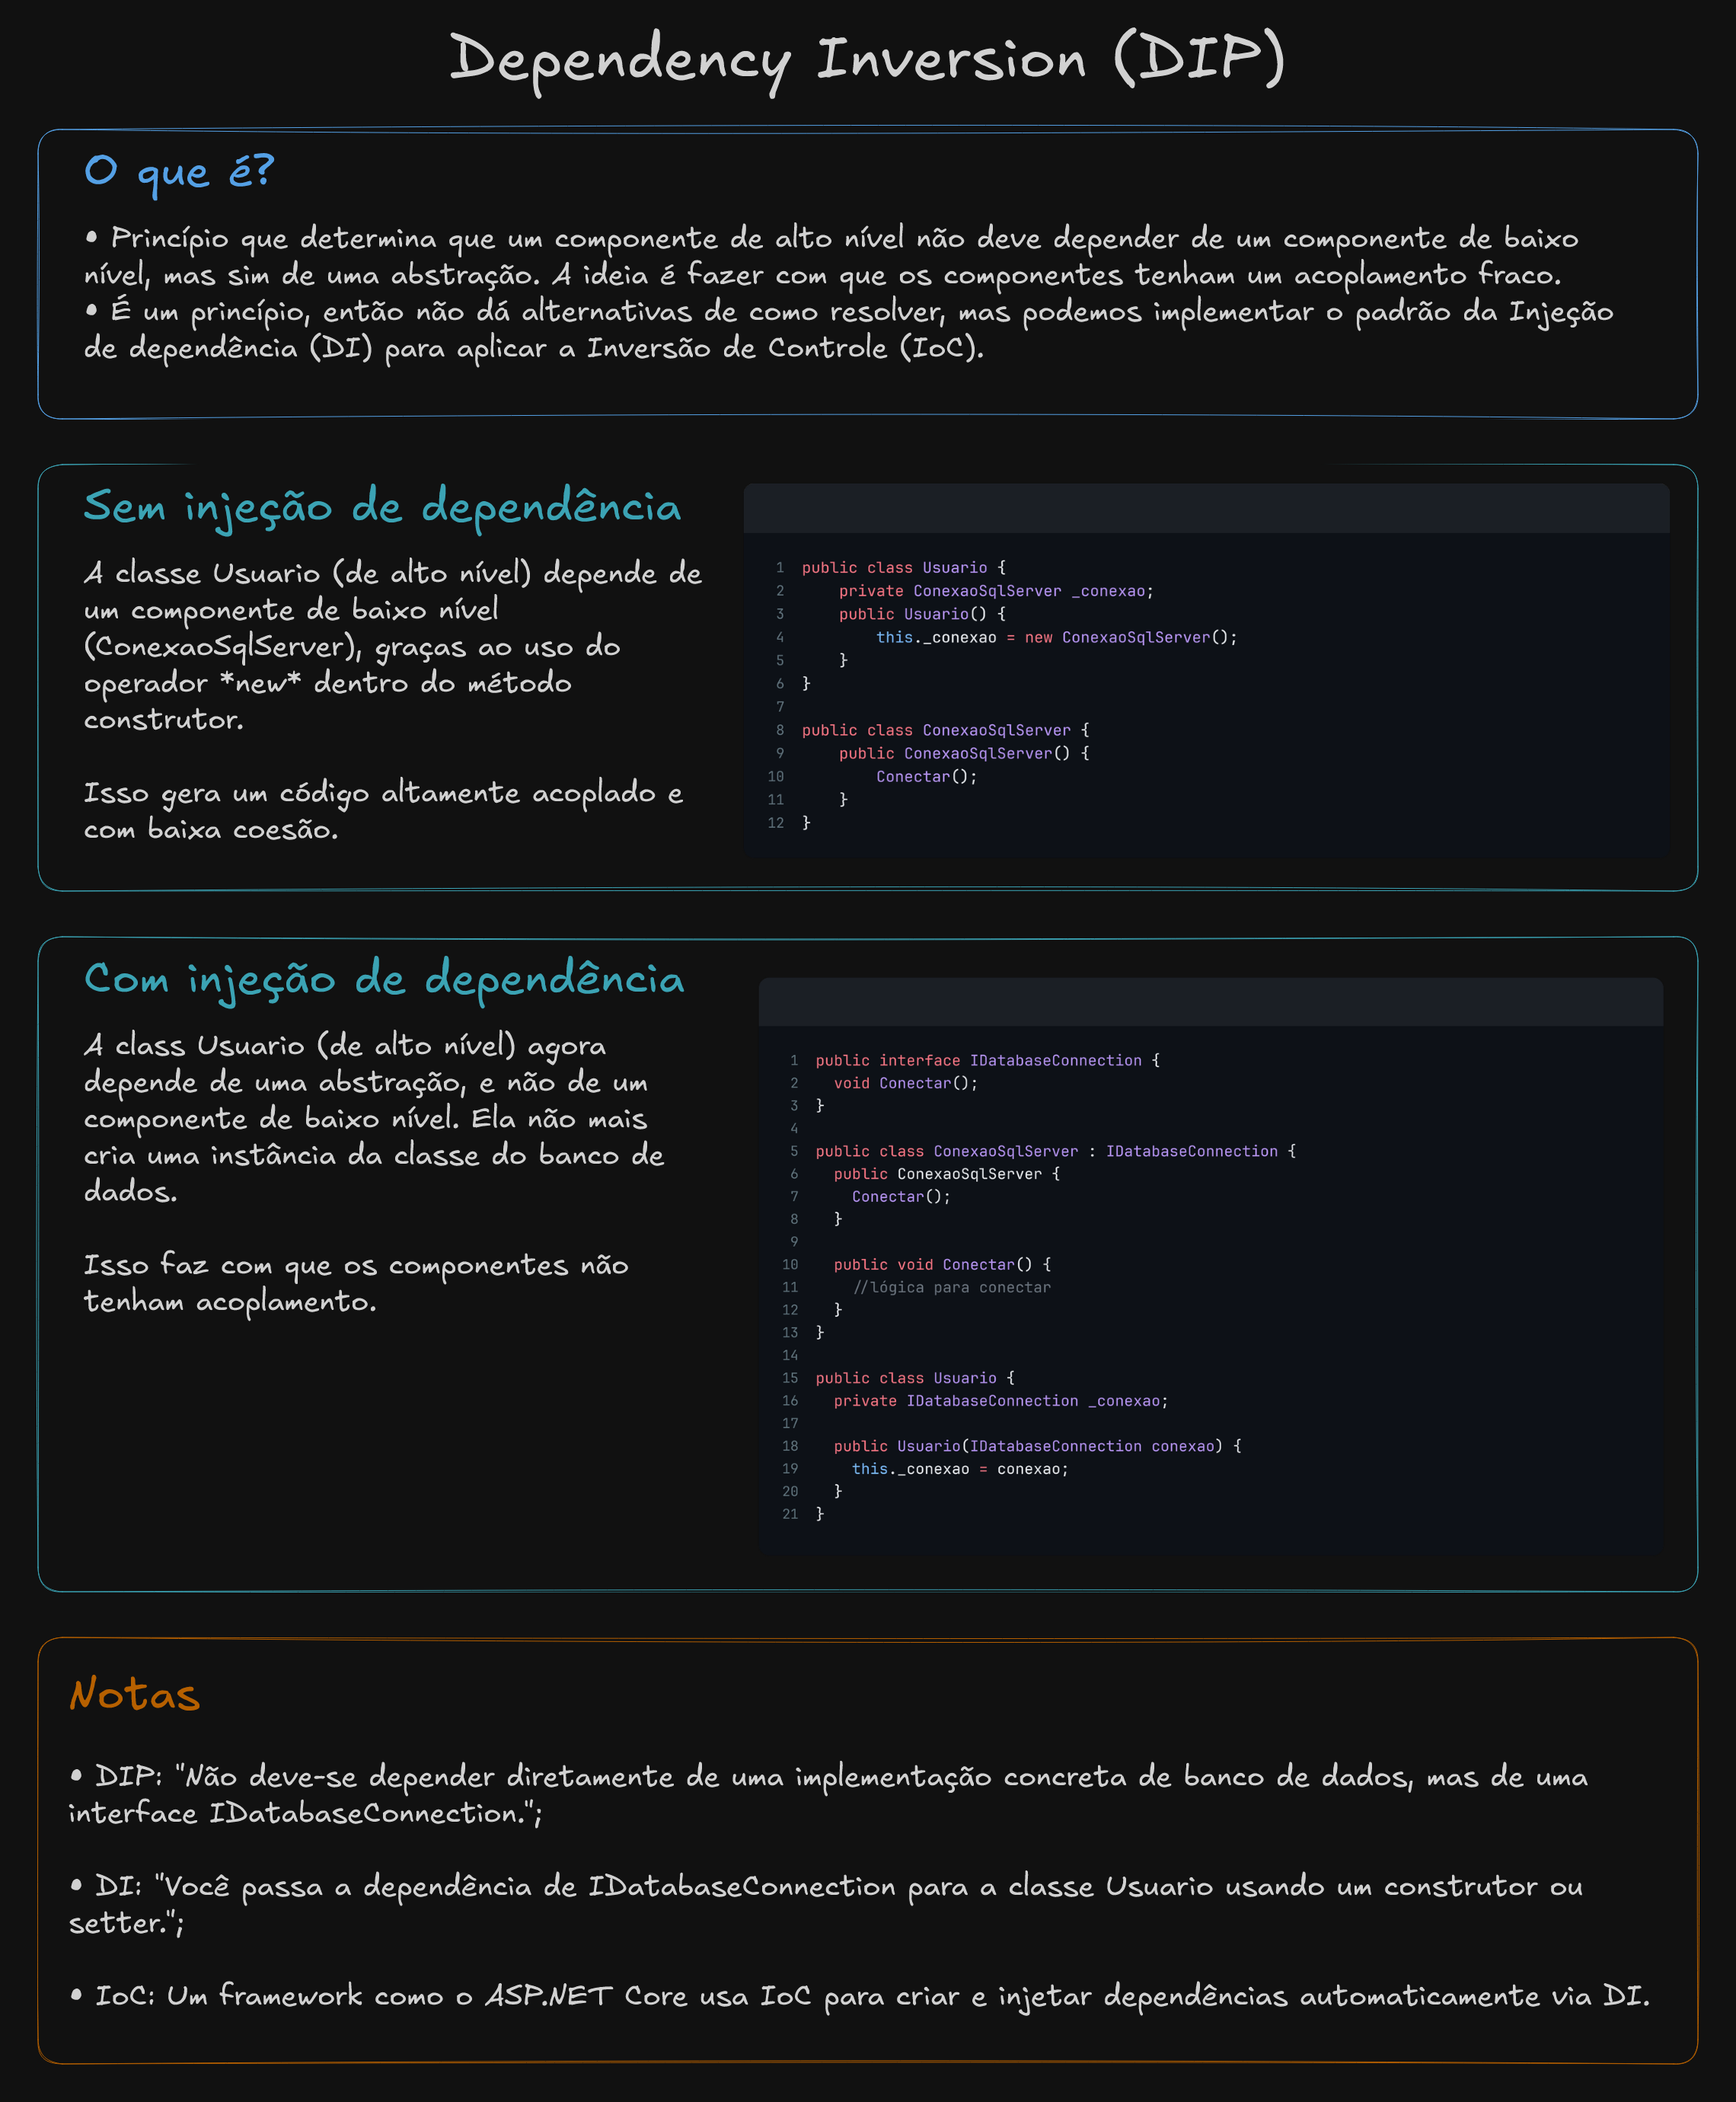 Dependency Inversion (DIP)
O que é?
• Princípio que determina que um componente de alto nível não deve depender de um componente de baixo
nível, mas sim de uma abstração. A ideia é fazer com que os componentes tenham um acoplamento fraco.
• É um princípio, então não dá alternativas de como resolver, mas podemos implementar o padrão da Injeção
de dependência (DI) para aplicar a Inversão de Controle (IoC).
Sem injeção de dependência
A classe Usuario (de alto nível) depende de
um componente de baixo nível
(ConexaoSqlServer), graças ao uso do
operador *new* dentro do método
construtor.
Isso gera um código altamente acoplado e
com baixa coesão.
1 public class Usuario {
2     private ConexaoSqlServer _conexao;
3     public Usuario() {
4         this._conexao = new ConexaoSqlServer();
5     }
6 }
7
8 public class ConexaoSqlServer {
9     public ConexaoSqlServer() {
10         Conectar();
11     }
12 }
Com injeção de dependência
A class Usuario (de alto nível) agora
depende de uma abstração, e não de um
componente de baixo nível. Ela não mais
cria uma instância da classe do banco de
dados.
Isso faz com que os componentes não
tenham acoplamento.
1 public interface IDatabaseConnection {
2   void Conectar();
3 }
4
5 public class ConexaoSqlServer : IDatabaseConnection {
6   public ConexaoSqlServer {
7     Conectar();
8   }
9
10   public void Conectar() {
11     //lógica para conectar
12   }
13 }
14
15 public class Usuario {
16   private IDatabaseConnection _conexao;
17
18   public Usuario(IDatabaseConnection conexao) {
19     this._conexao = conexao;
20   }
21 }
Notas
• DIP: "Não deve-se depender diretamente de uma implementação concreta de banco de dados, mas de uma
interface IDatabaseConnection.";
• DI: "Você passa a dependência de IDatabaseConnection para a classe Usuario usando um construtor ou
setter.";
• IoC: Um framework como o ASP.NET Core usa IoC para criar e injetar dependências automaticamente via DI.